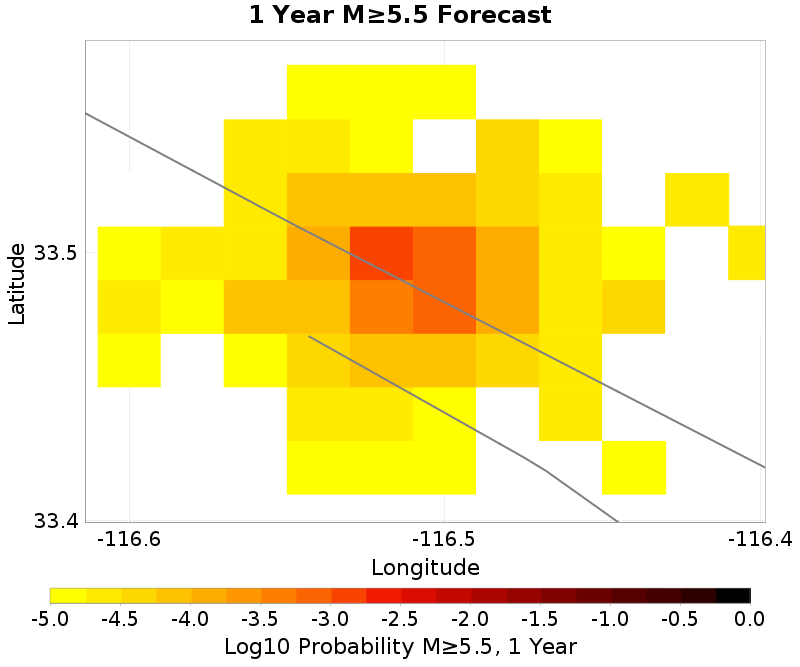 1 Year M≥5.5 Forecast
Latitude
33.5
33.4
-116.6 -116.5 -116.4
Longitude
-5.0 -4.5 -4.0 -3.5 -3.0 -2.5 -2.0 -1.5 -1.0 -0.5 0.0
Log10 Probability M≥5.5, 1 Year